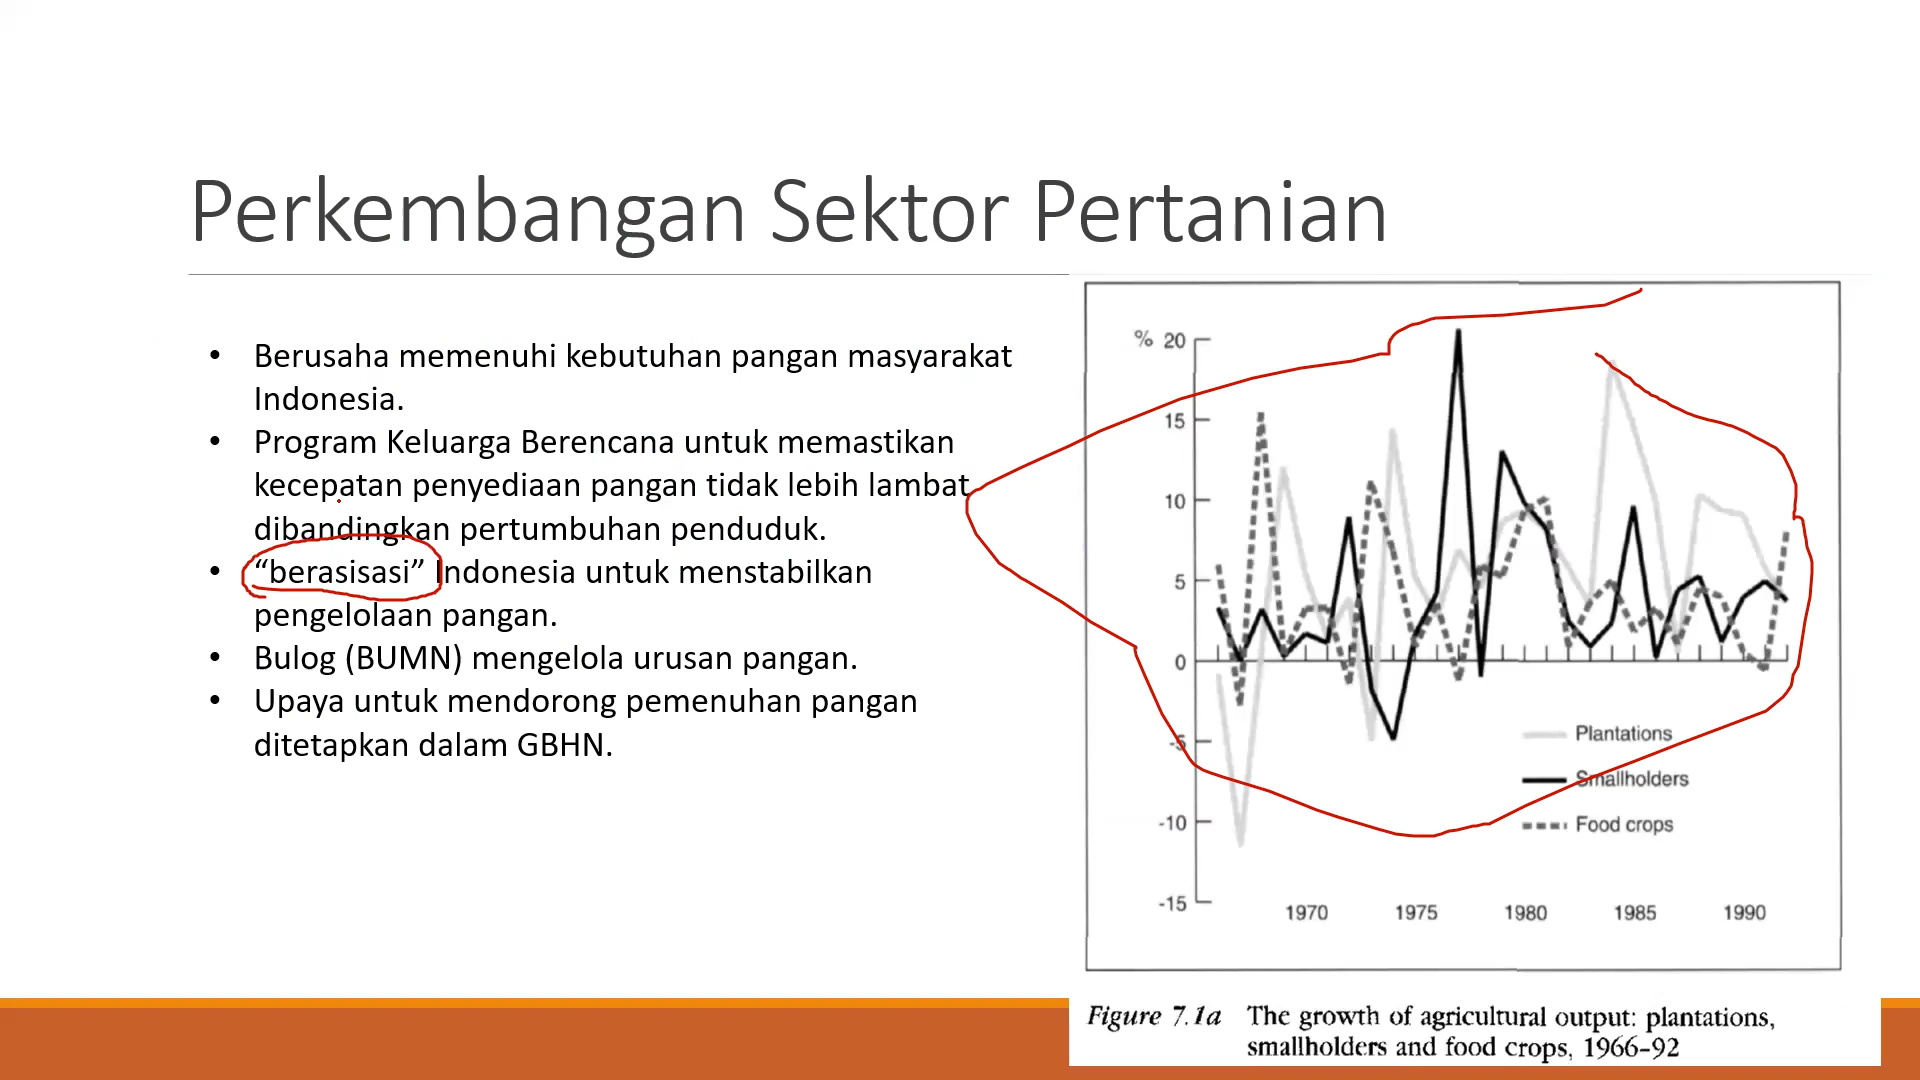 Perkembangan Sektor Pertanian
• Berusaha memenuhi kebutuhan pangan masyarakat
Indonesia.
• Program Keluarga Berencana untuk memastikan
kecepatan penyediaan pangan tidak lebih lambat
dibandingkan pertumbuhan penduduk.
• “berasisasi” Indonesia untuk menstabilkan
pengelolaan pangan.
• Bulog (BUMN) mengelola urusan pangan.
• Upaya untuk mendorong pemenuhan pangan
ditetapkan dalam GBHN.
% 20
15
10
5
0
-5
-10
-15
Plantations
Smallholders
Food crops
1970 1975 1980 1985 1990
Figure 7.1a The growth of agricultural output: plantations,
smallholders and food crops, 1966–92